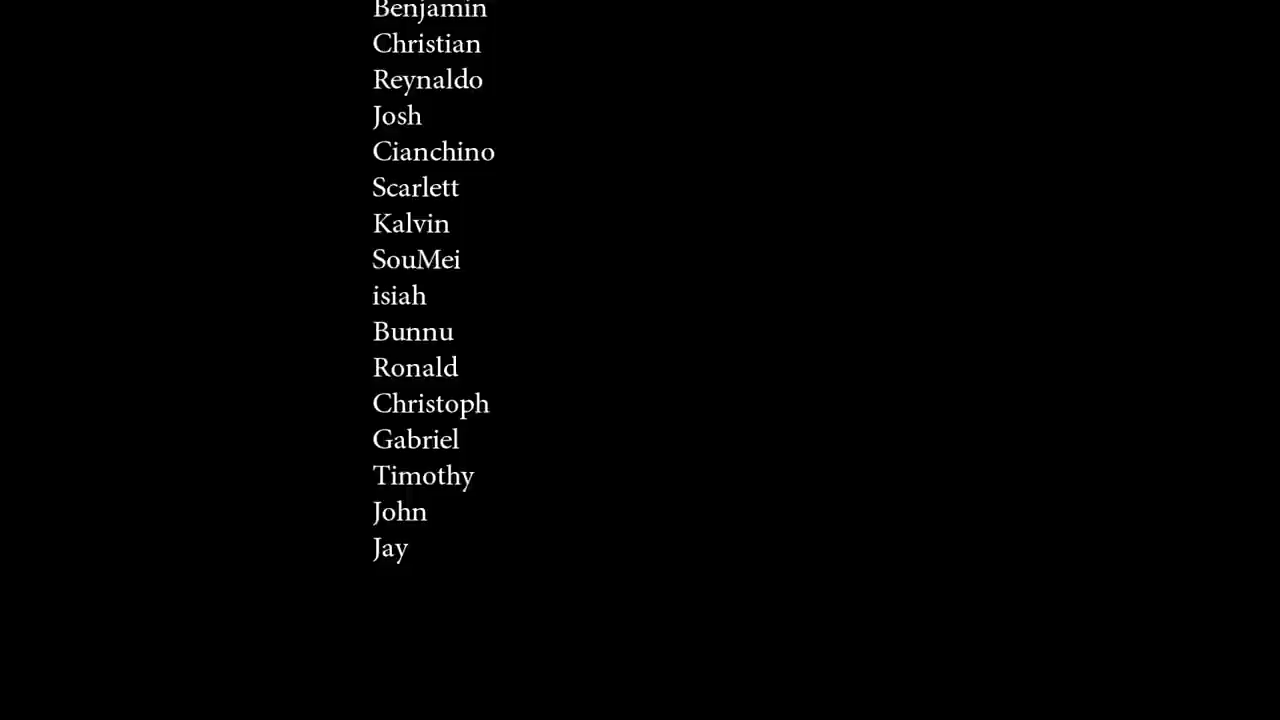 Benjamin
Christian
Reynaldo
Josh
Cianchino
Scarlett
Kalvin
SouMei
isiah
Bunnu
Ronald
Christoph
Gabriel
Timothy
John
Jay